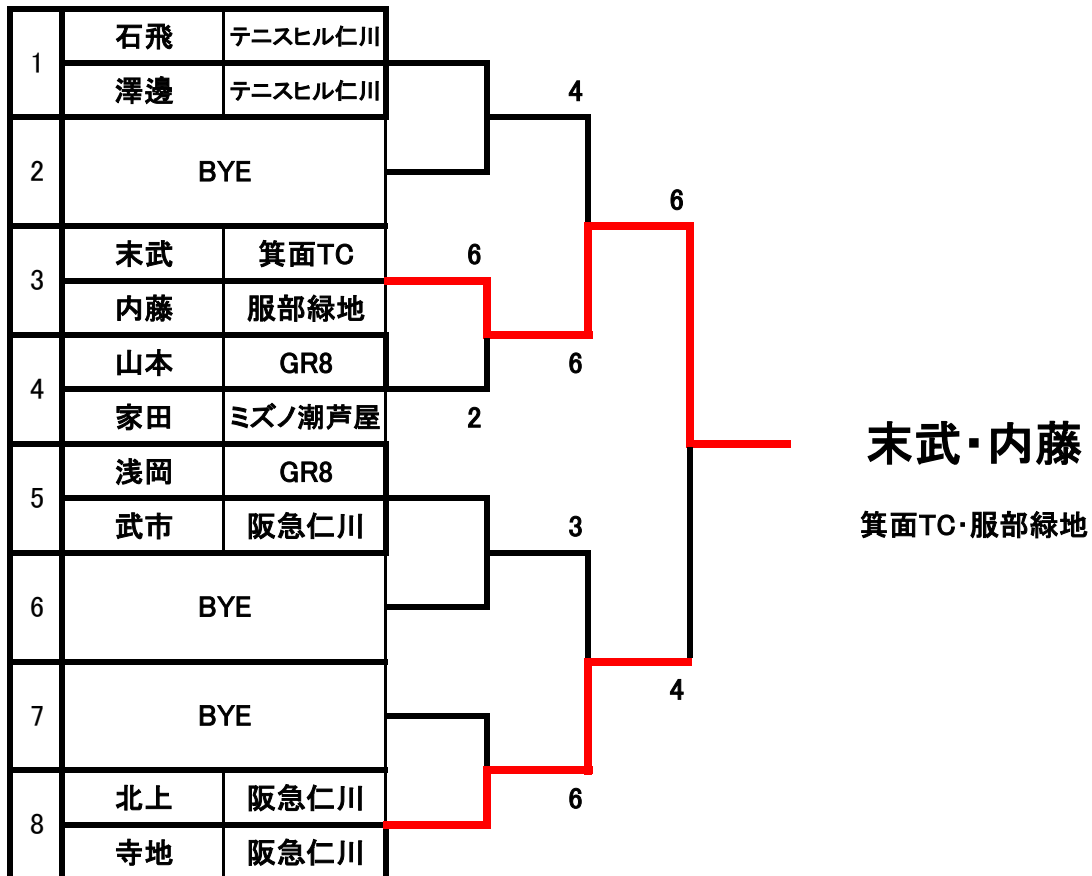 1 石飛 テニスヒル仁川
澤邊 テニスヒル仁川
2 BYE
3 末武 箕面TC
内藤 服部緑地
4 山本 GR8
家田 ミズノ潮芦屋
5 浅岡 GR8
武市 阪急仁川
6 BYE
7 BYE
8 北上 阪急仁川
寺地 阪急仁川
6
2
4
6
3
6
6
4
末武・内藤
箕面TC・服部緑地